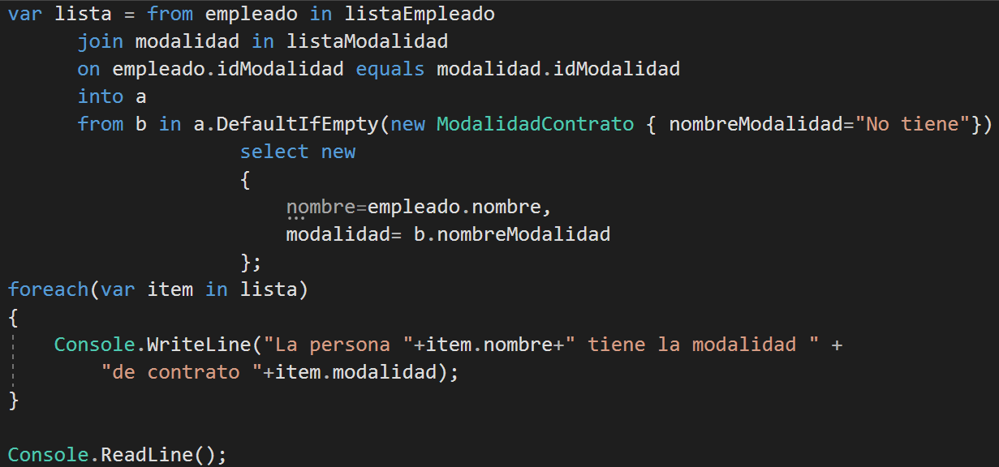 var lista = from empleado in listaEmpleado
join modalidad in listaModalidad
on empleado.idModalidad equals modalidad.idModalidad
into a
from b in a.DefaultIfEmpty(new ModalidadContrato { nombreModalidad="No tiene"})
select new
{
nombre=empleado.nombre,
modalidad= b.nombreModalidad
};
foreach(var item in lista)
{
Console.WriteLine("La persona "+item.nombre+" tiene la modalidad " +
"de contrato "+item.modalidad);
}
Console.ReadLine();